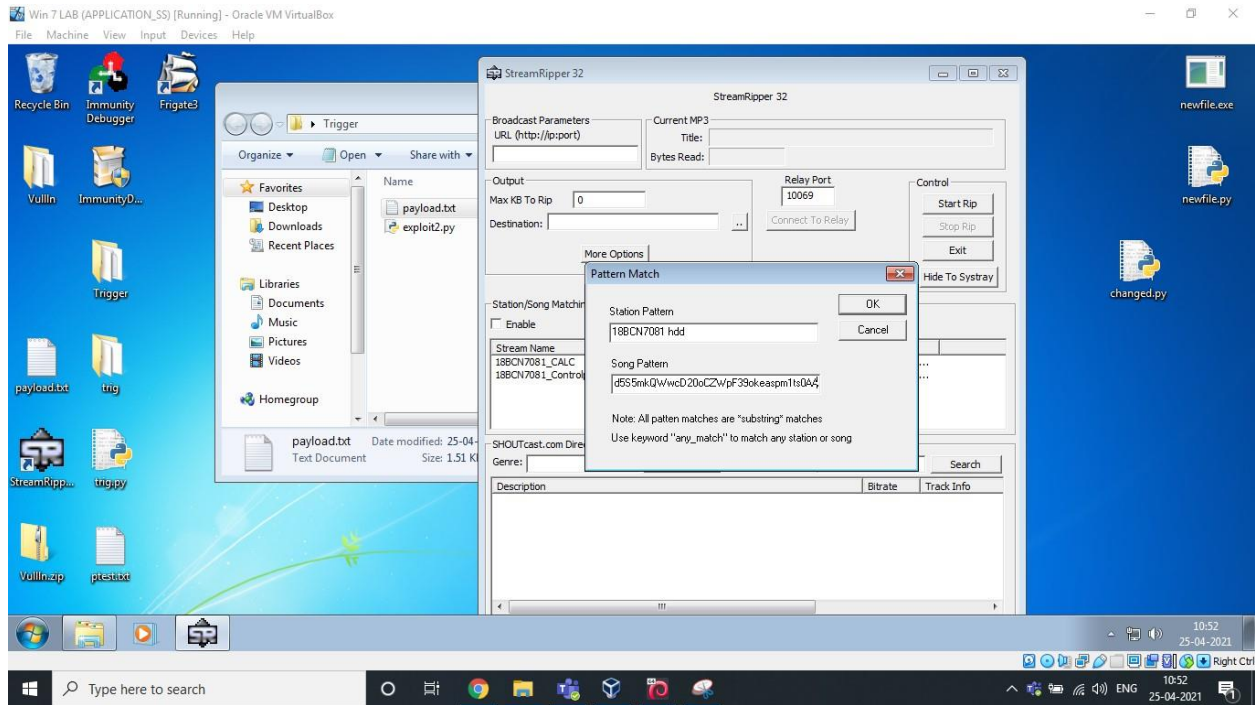 Win 7 LAB (APPLICATION_SS) [Running] - Oracle VM VirtualBox
File Machine View Input Devices Help
Recycle Bin
Immunity Debugger
Frigate3
VullIn
ImmunityD...
Trigger
payload.txt
trig
StreamRipp...
trig.py
VullIn.zip
ptest.txt
Trigger
Organize
Open
Share with
Favorites
Desktop
Downloads
Recent Places
Libraries
Documents
Music
Pictures
Videos
Homegroup
Name
payload.txt
exploit2.py
payload.txt Date modified: 25-04-
Text Document Size: 1.51 K
StreamRipper 32
StreamRipper 32
Broadcast Parameters
URL (http://ip:port)
Current MP3
Title:
Bytes Read:
Output
Max KB To Rip 0
Destination:
..
More Options
Relay Port
10069
Connect To Relay
Control
Start Rip
Stop Rip
Exit
Hide To Systray
Station/Song Matchin
Enable
Stream Name
18BCN7081_CALC
18BCN7081_Controlp
...
...
Pattern Match
Station Pattern
18BCN7081 hdd
Song Pattern
OK
Cancel
Note: All patten matches are *substring* matches
Use keyword "any_match" to match any station or song
SHOUTcast.com Dire
Genre:
Search
Description Bitrate Track Info
newfile.exe
newfile.py
changed.py
10:52
25-04-2021
Right Ctrl
Type here to search
ENG
10:52
25-04-2021